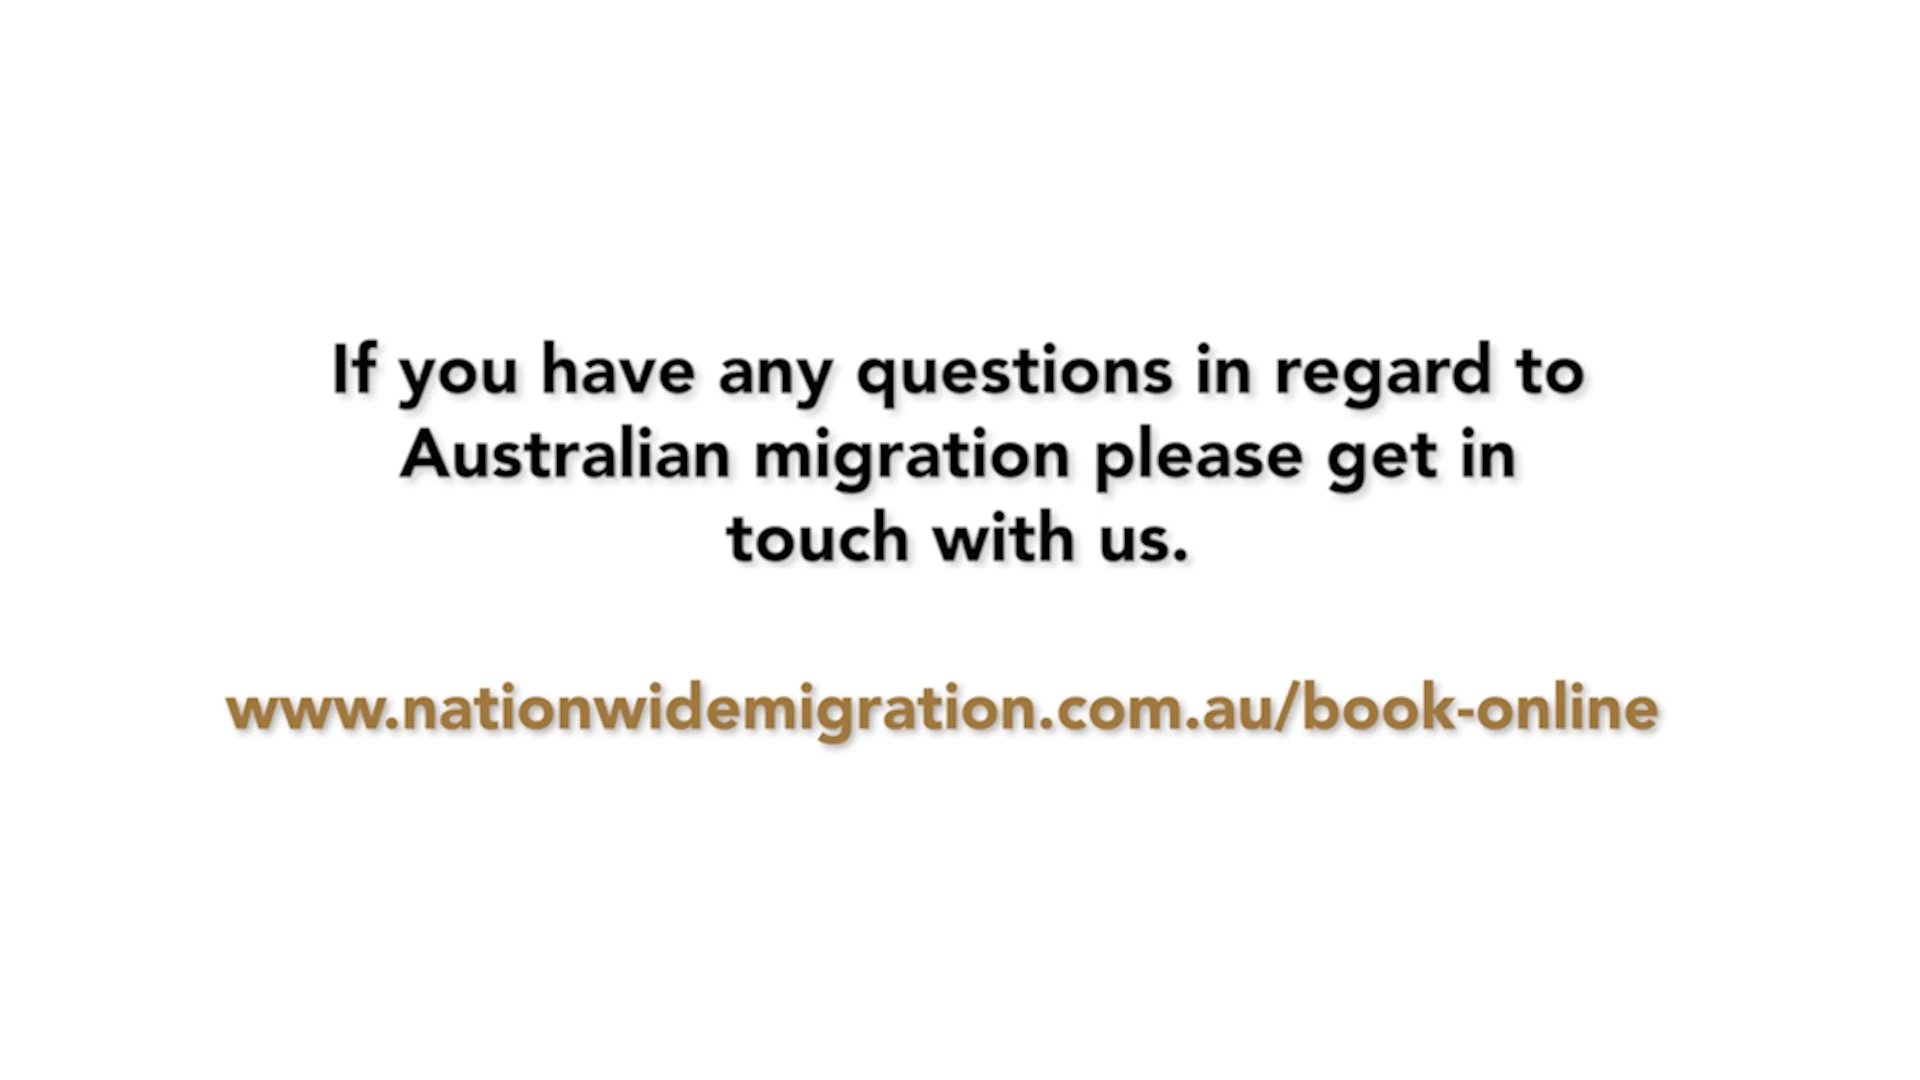 If you have any questions in regard to
Australian migration please get in
touch with us.
www.nationwidemigration.com.au/book-online